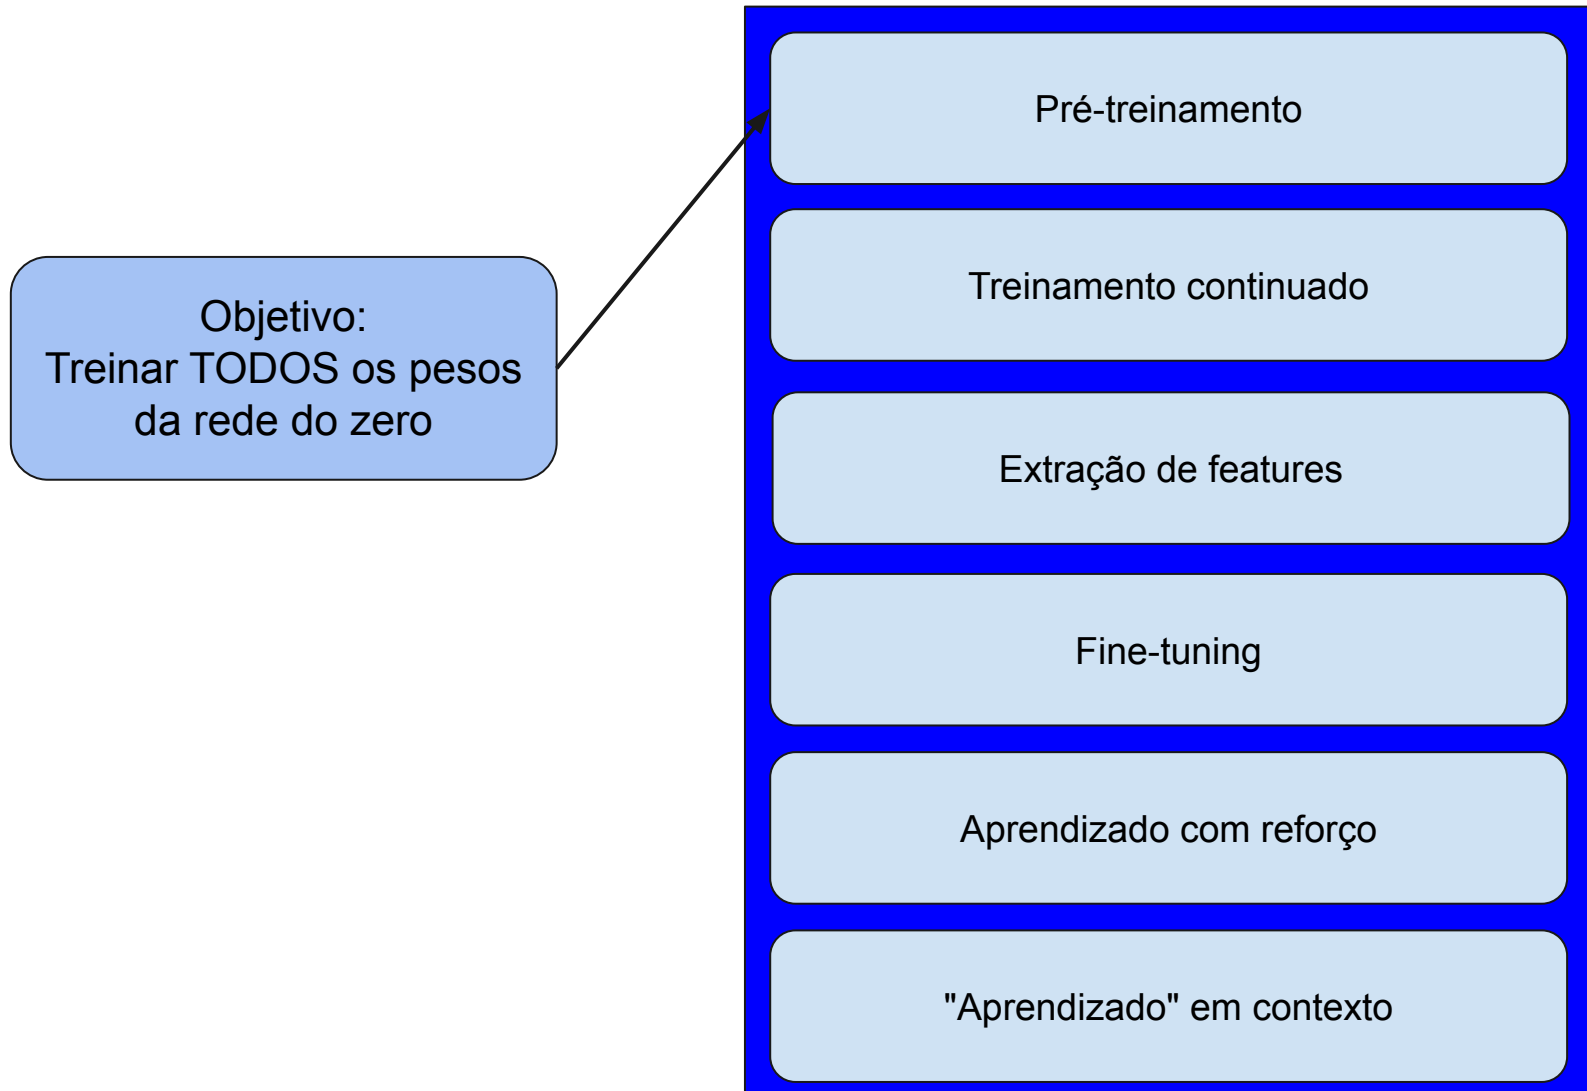 Pré-treinamento
Treinamento continuado
Objetivo:
Treinar TODOS os pesos
da rede do zero
Extração de features
Fine-tuning
Aprendizado com reforço
"Aprendizado" em contexto